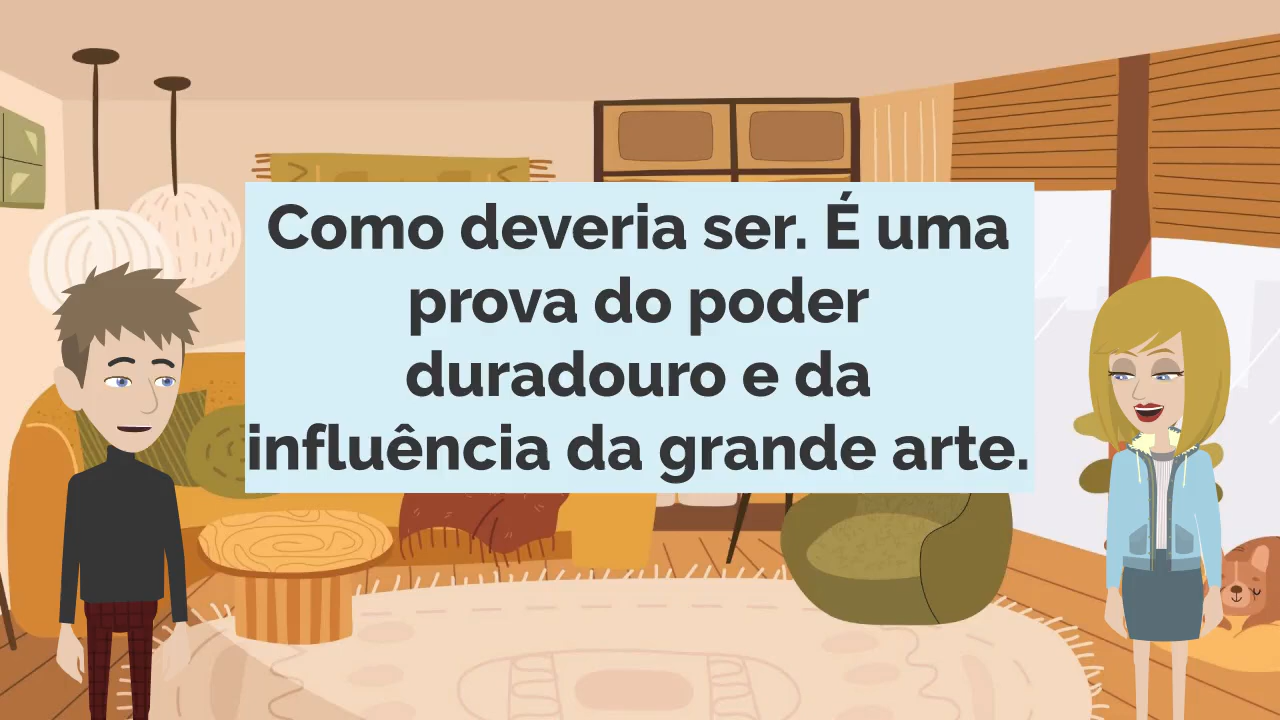 Como deveria ser. É uma
prova do poder
duradouro e da
influência da grande arte.